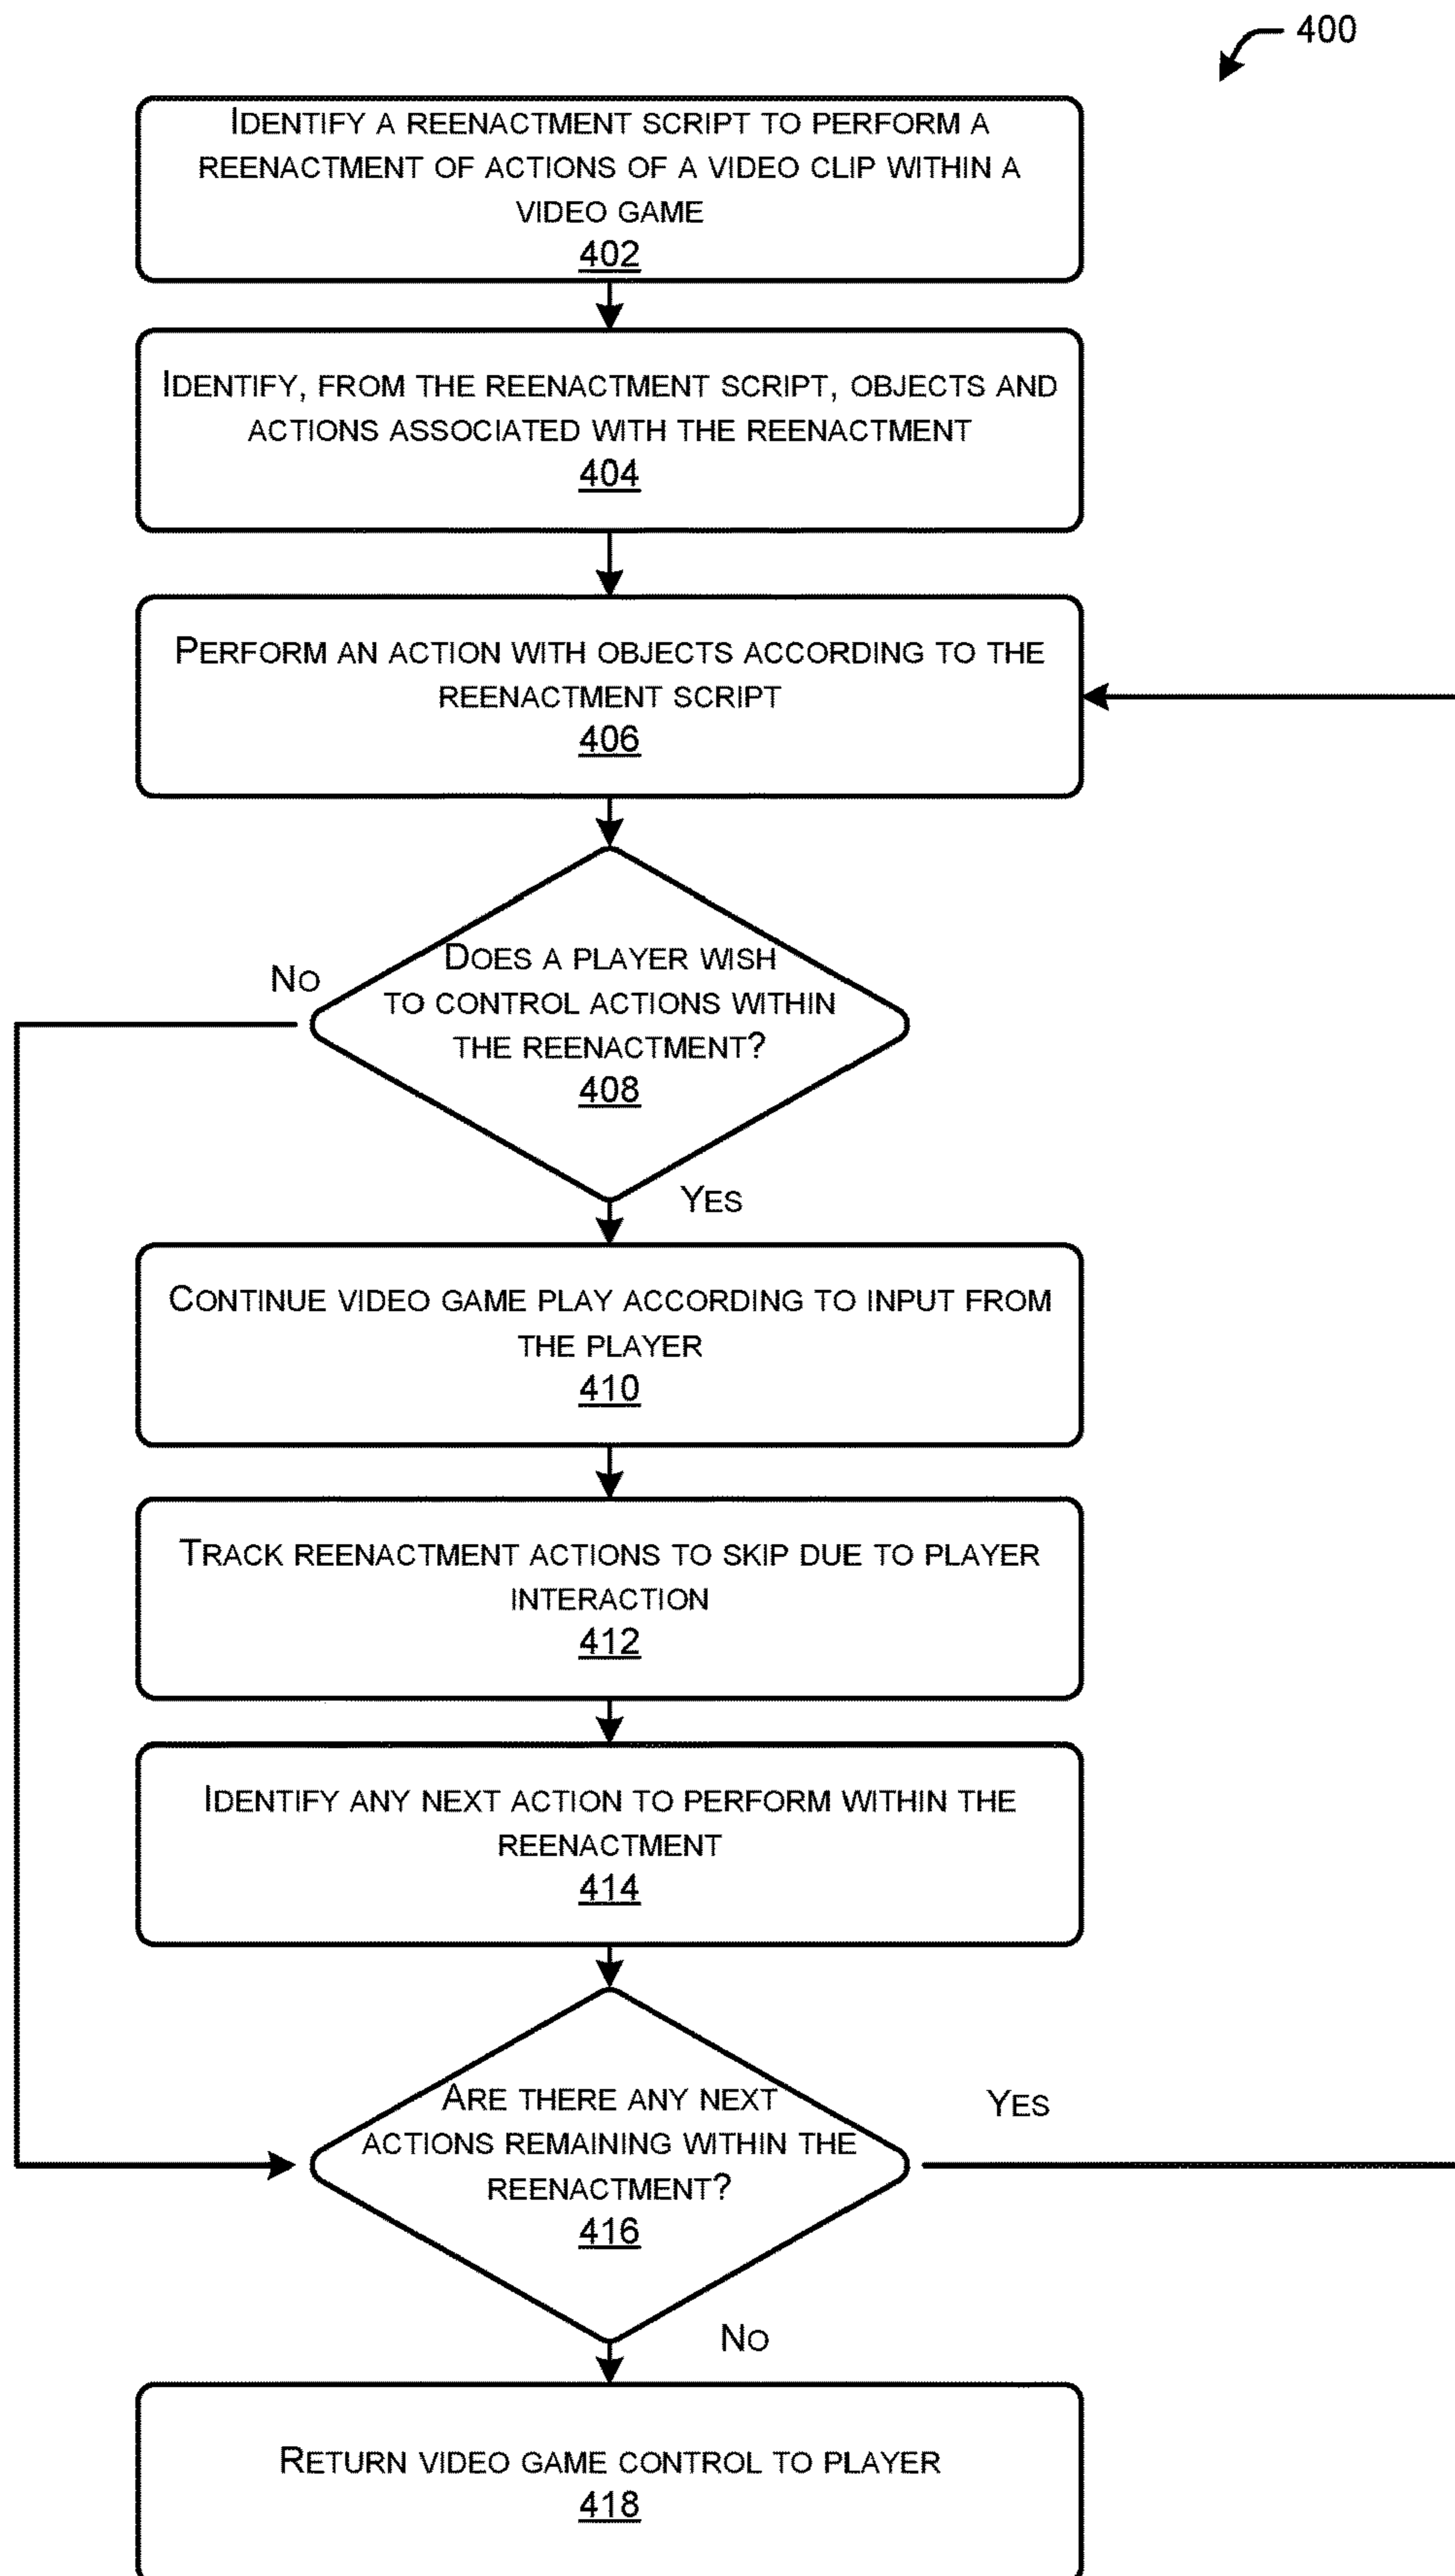 400
IDENTIFY A REENACTMENT SCRIPT TO PERFORM A
REENACTMENT OF ACTIONS OF A VIDEO CLIP WITHIN A
VIDEO GAME
402
IDENTIFY, FROM THE REENACTMENT SCRIPT, OBJECTS AND
ACTIONS ASSOCIATED WITH THE REENACTMENT
404
PERFORM AN ACTION WITH OBJECTS ACCORDING TO THE
REENACTMENT SCRIPT
406
DOES A PLAYER WISH
TO CONTROL ACTIONS WITHIN
THE REENACTMENT?
408
NO
YES
CONTINUE VIDEO GAME PLAY ACCORDING TO INPUT FROM
THE PLAYER
410
TRACK REENACTMENT ACTIONS TO SKIP DUE TO PLAYER
INTERACTION
412
IDENTIFY ANY NEXT ACTION TO PERFORM WITHIN THE
REENACTMENT
414
ARE THERE ANY NEXT
ACTIONS REMAINING WITHIN THE
REENACTMENT?
416
YES
NO
RETURN VIDEO GAME CONTROL TO PLAYER
418